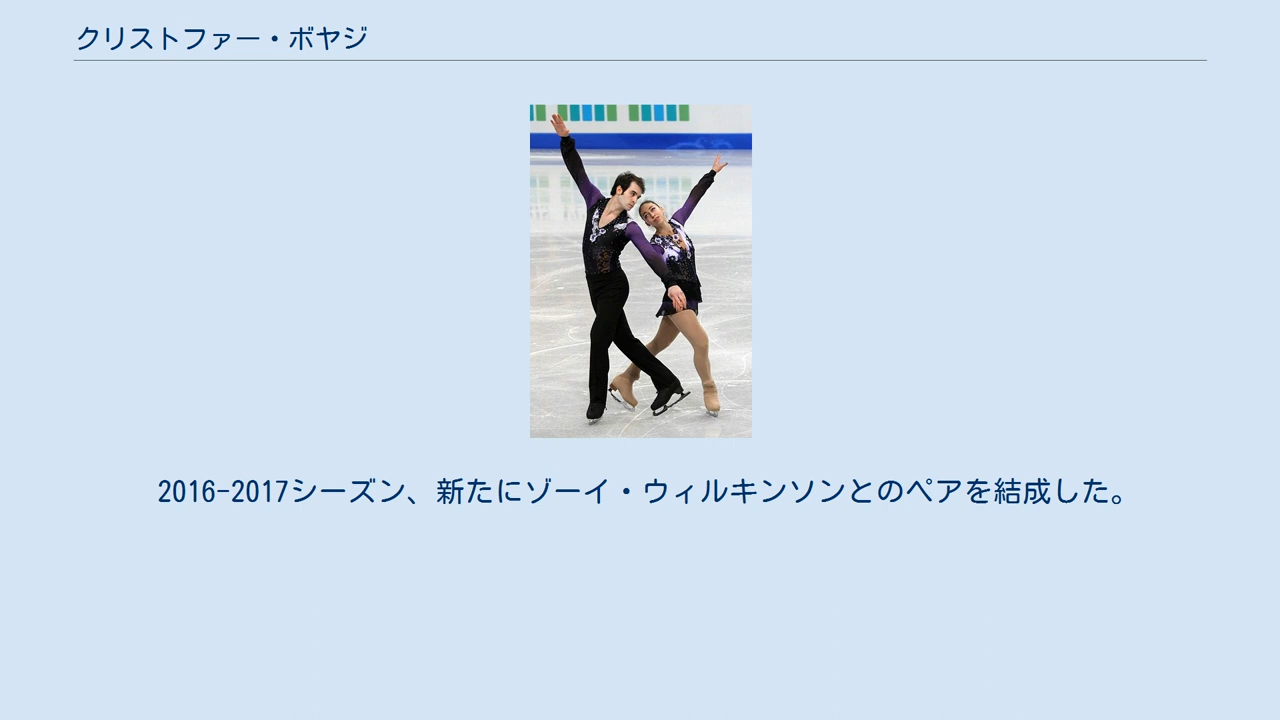 クリストファー・ボヤジ
2016-2017シーズン、新たにゾーイ・ウィルキンソンとのペアを結成した。